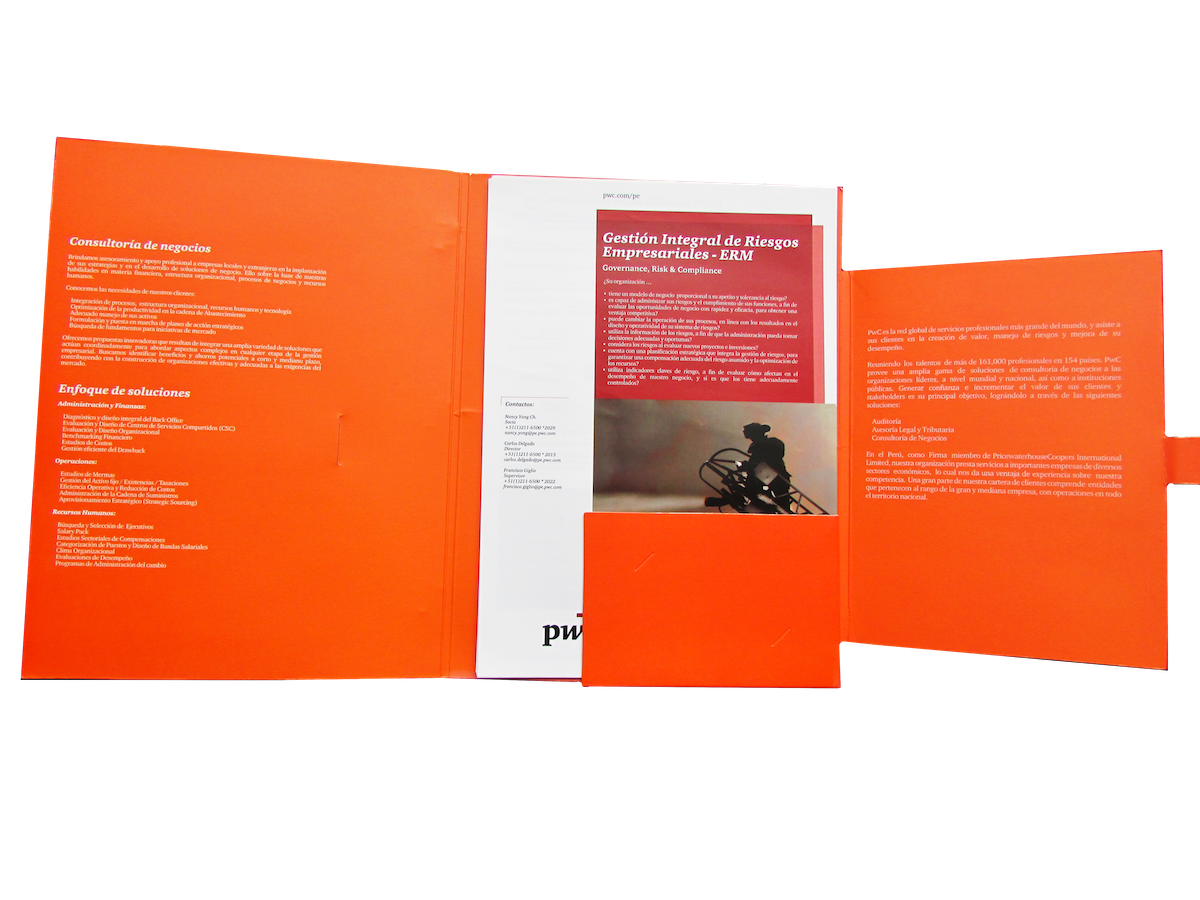 Consultoría de negocios
Brindamos asesoramiento y apoyo profesional a empresas locales y extranjeras en la implantación
de sus estrategias y en el desarrollo de soluciones de negocio. Ello sobre la base de nuestras
habilidades en materia financiera, estructura organizacional, procesos de negocios y recursos
humanos.
Conocemos las necesidades de nuestros clientes:
Integración de procesos, estructura organizacional, recursos humanos y tecnología
Optimización de la productividad en la cadena de Abastecimiento
Adecuado manejo de sus activos
Formulación y puesta en marcha de planes de acción estratégicos
Búsqueda de fundamentos para iniciativas de mercado
Ofrecemos propuestas innovadoras que resultan de integrar una amplia variedad de soluciones que
actúan coordinadamente para abordar aspectos complejos en cualquier etapa de la gestión
empresarial. Buscamos identificar beneficios y ahorros potenciales a corto y mediano plazo,
contribuyendo con la construcción de organizaciones efectivas y adecuadas a las exigencias del
mercado.
Enfoque de soluciones
Administración y Finanzas:
Diagnóstico y diseño integral del Back Office
Evaluación y Diseño de Centros de Servicios Compartidos (CSC)
Evaluación y Diseño Organizacional
Benchmarking Financiero
Estudios de Costos
Gestión eficiente del Drawback
Operaciones:
Estudios de Mermas
Gestión del Activo fijo / Existencias / Tasaciones
Eficiencia Operativa y Reducción de Costos
Administración de la Cadena de Suministros
Aprovisionamiento Estratégico (Strategic Sourcing)
Recursos Humanos:
Búsqueda y Selección de Ejecutivos
Salary Pack
Estudios Sectoriales de Compensaciones
Categorización de Puestos y Diseño de Bandas Salariales
Clima Organizacional
Evaluaciones de Desempeño
Programas de Administración del cambio
pwc.com/pe
Gestión Integral de Riesgos
Empresariales - ERM
Governance, Risk & Compliance
¿Su organización ...
• tiene un modelo de negocio proporcional a su apetito y tolerancia al riesgo?
• es capaz de administrar sus riesgos y el cumplimiento de sus funciones, a fin de
evaluar las oportunidades de negocio con rapidez y eficacia, para obtener una
ventaja competitiva?
• puede cambiar la operación de sus procesos, en línea con los resultados en el
diseño y operatividad de su sistema de riesgos?
• utiliza la información de los riesgos, a fin de que la administración pueda tomar
decisiones adecuadas y oportunas?
• considera los riesgos al evaluar nuevos proyectos e inversiones?
• cuenta con una planificación estratégica que integra la gestión de riesgos, para
garantizar una compensación adecuada del riesgo asumido y la optimización de
los recursos?
• utiliza indicadores claves de riesgo, a fin de evaluar cómo afectan en el
desempeño de nuestro negocio, y si es que los tiene adecuadamente
controlados?
Contactos:
Nancy Yong Ch.
Socia
+51(1)211-6500 *2020
nancy.yong@pe.pwc.com
Carlos Delgado
Director
+51(1)211-6500 * 2015
carlos.delgado@pe.pwc.com
Francisco Giglio
Supervisor
+51(1)211-6500 * 2022
francisco.giglio@pe.pwc.com
pw
PwC es la red global de servicios profesionales más grande del mundo, y asiste a
sus clientes en la creación de valor, manejo de riesgos y mejora de su
desempeño.
Reuniendo los talentos de más de 161,000 profesionales en 154 países. PwC
provee una amplia gama de soluciones de consultoría de negocios a las
organizaciones líderes, a nivel mundial y nacional, así como a instituciones
públicas. Generar confianza e incrementar el valor de sus clientes y
stakeholders es su principal objetivo, lográndolo a través de las siguientes
soluciones:
Auditoría
Asesoría Legal y Tributaria
Consultoría de Negocios
En el Perú, como Firma miembro de PricewaterhouseCoopers International
Limited, nuestra organización presta servicios a importantes empresas de diversos
sectores económicos, lo cual nos da una ventaja de experiencia sobre nuestra
competencia. Una gran parte de nuestra cartera de clientes comprende entidades
que pertenecen al rango de la gran y mediana empresa, con operaciones en todo
el territorio nacional.